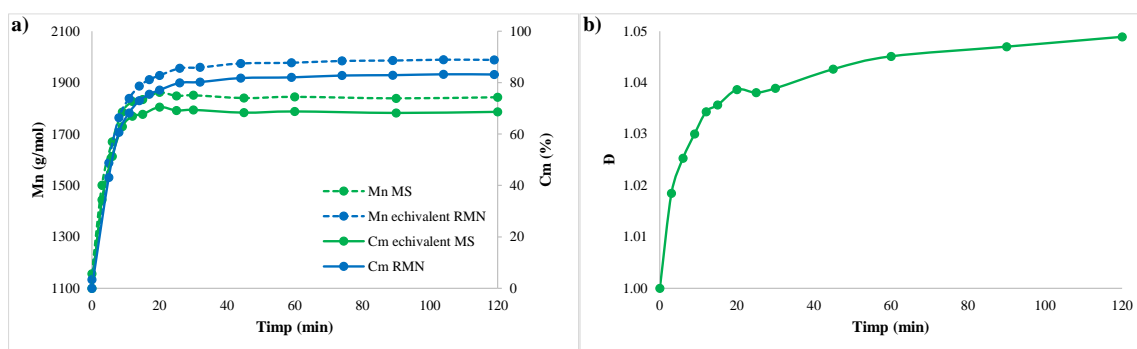 a)
2100
1900
1700
1500
1300
1100
Mn (g/mol)
100
80
60
40
20
0
Cm (%)
Mn MS
Mn echivalent RMN
Cm echivalent MS
Cm RMN
0 20 40 60 80 100 120
Timp (min)
b)
1.05
1.04
1.03
1.02
1.01
1.00
Đ
0 20 40 60 80 100 120
Timp (min)